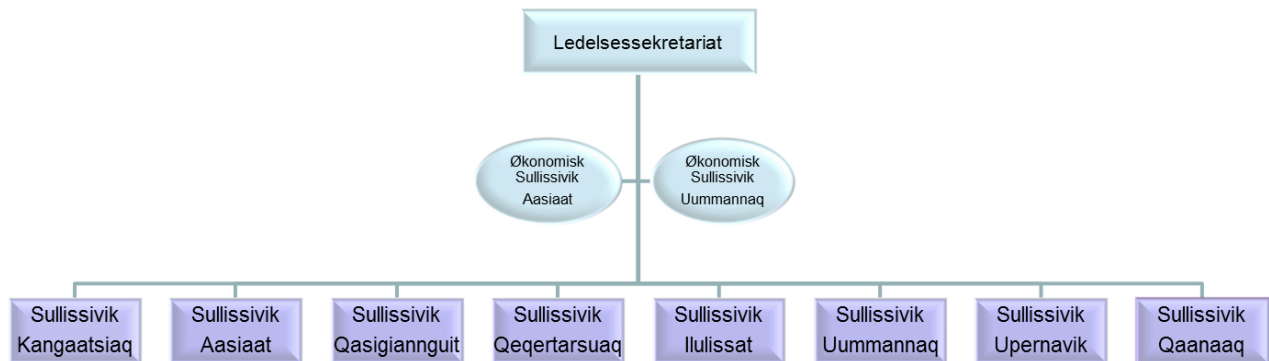 Ledelsessekretariat
Økonomisk
Sullissivik
Aasiaat
Økonomisk
Sullissivik
Uummannaq
Sullissivik
Kangaatsiaq
Sullissivik
Aasiaat
Sullissivik
Qasigiannguit
Sullissivik
Qeqertarsuaq
Sullissivik
Ilulissat
Sullissivik
Uummannaq
Sullissivik
Upernavik
Sullissivik
Qaanaaq